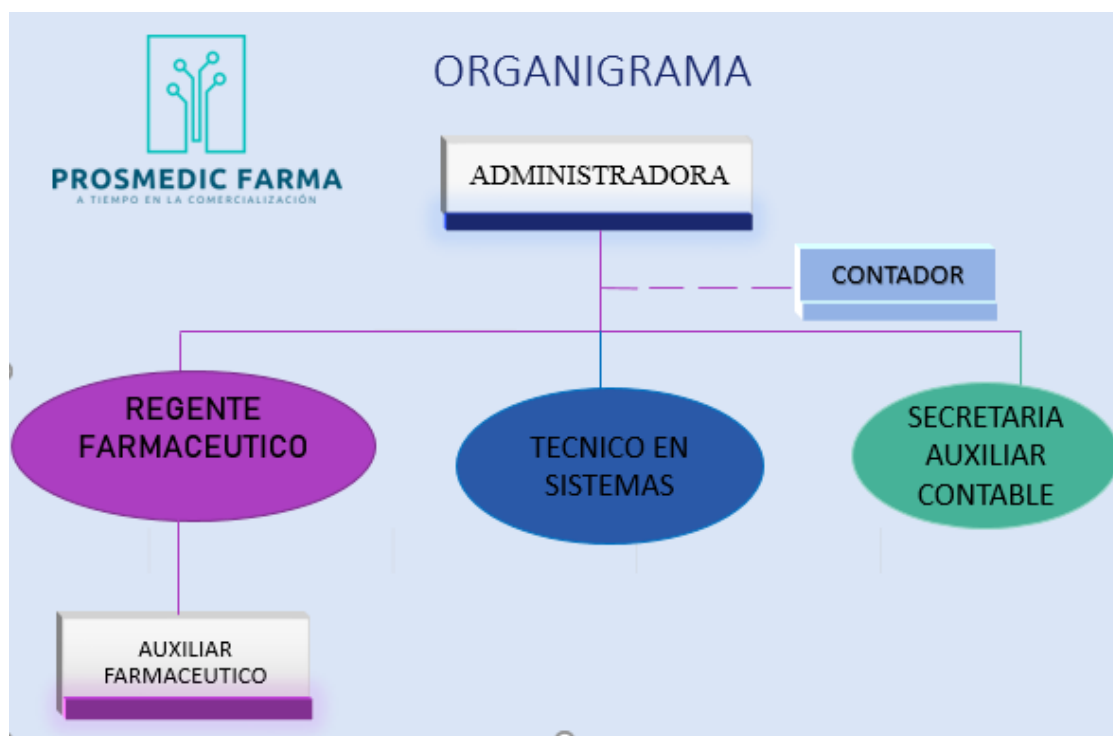 ORGANIGRAMA
PROSMEDIC FARMA
A TIEMPO EN LA COMERCIALIZACIÓN
ADMINISTRADORA
CONTADOR
REGENTE
FARMACEUTICO
TECNICO EN
SISTEMAS
SECRETARIA
AUXILIAR
CONTABLE
AUXILIAR
FARMACEUTICO